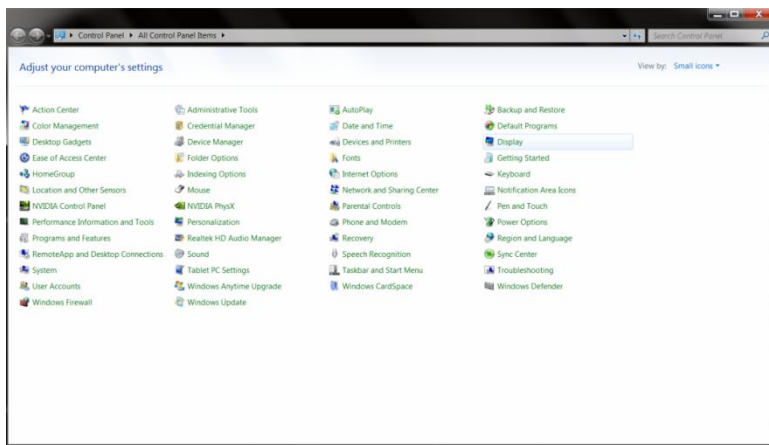 Control Panel ▸ All Control Panel Items ▸ Search Control Panel
Adjust your computer's settings View by: Small icons
Action Center Administrative Tools AutoPlay Backup and Restore
Color Management Credential Manager Date and Time Default Programs
Desktop Gadgets Device Manager Devices and Printers Display
Ease of Access Center Folder Options Fonts Getting Started
HomeGroup Indexing Options Internet Options Keyboard
Location and Other Sensors Mouse Network and Sharing Center Notification Area Icons
NVIDIA Control Panel NVIDIA PhysX Parental Controls Pen and Touch
Performance Information and Tools Personalization Phone and Modem Power Options
Programs and Features Realtek HD Audio Manager Recovery Region and Language
RemoteApp and Desktop Connections Sound Speech Recognition Sync Center
System Tablet PC Settings Taskbar and Start Menu Troubleshooting
User Accounts Windows Anytime Upgrade Windows CardSpace Windows Defender
Windows Firewall Windows Update